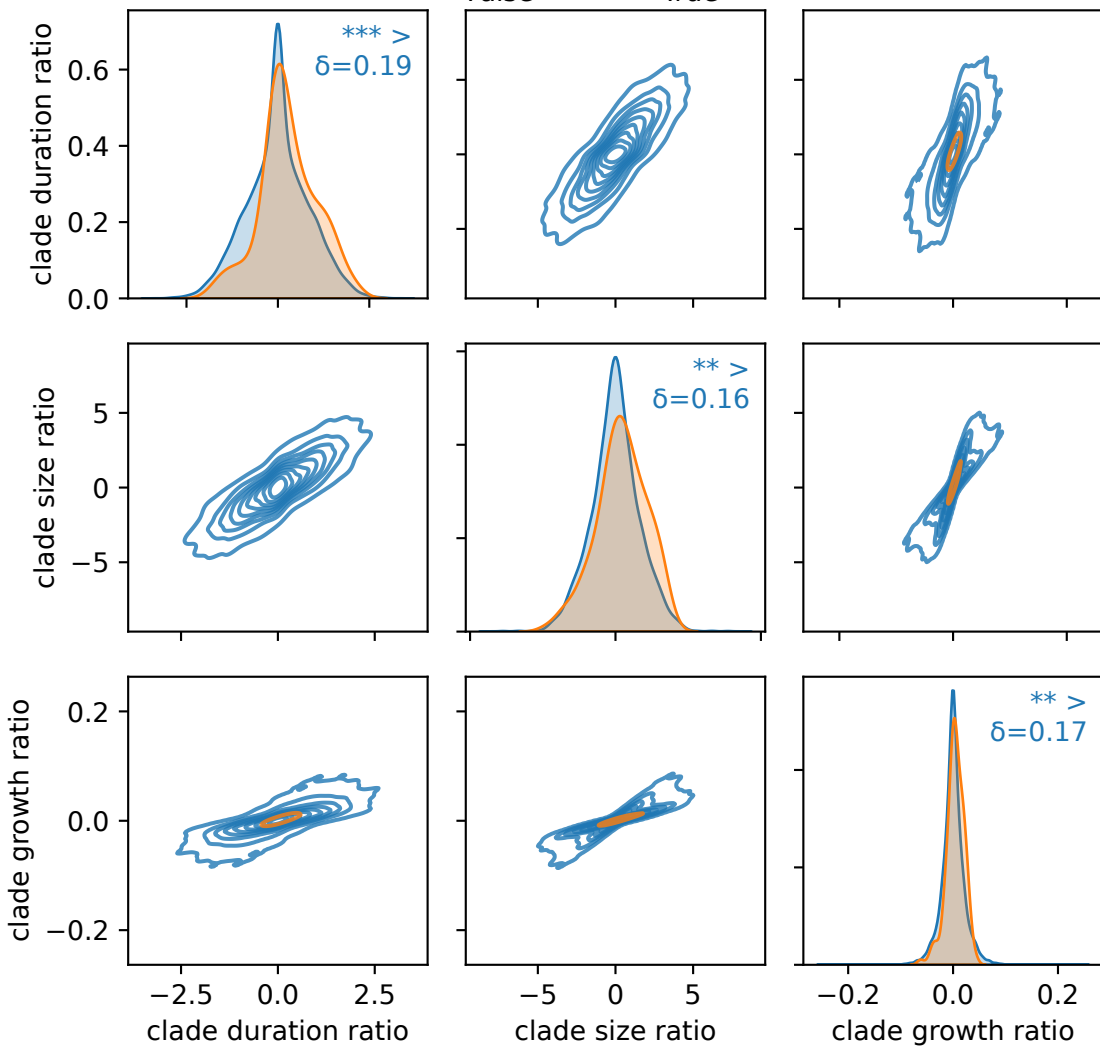 clade duration ratio
0.6
0.4
0.2
0.0
*** >
δ=0.19
clade size ratio
5
0
−5
** >
δ=0.16
clade growth ratio
0.2
0.0
−0.2
** >
δ=0.17
−2.5 0.0 2.5
−5 0 5
−0.2 0.0 0.2
clade duration ratio
clade size ratio
clade growth ratio